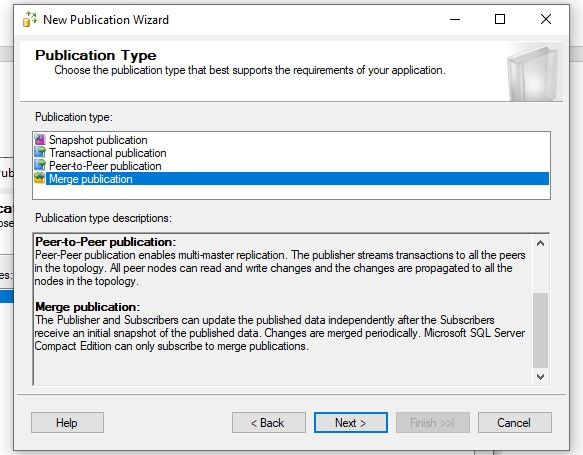 New Publication Wizard
Publication Type
Choose the publication type that best supports the requirements of your application.
Publication type:
Snapshot publication
Transactional publication
Peer-to-Peer publication
Merge publication
Publication type descriptions:
Peer-to-Peer publication:
Peer-Peer publication enables multi-master replication. The publisher streams transactions to all the peers
in the topology. All peer nodes can read and write changes and the changes are propagated to all the
nodes in the topology.
Merge publication:
The Publisher and Subscribers can update the published data independently after the Subscribers
receive an initial snapshot of the published data. Changes are merged periodically. Microsoft SQL Server
Compact Edition can only subscribe to merge publications.
Help
< Back
Next >
Finish >>|
Cancel